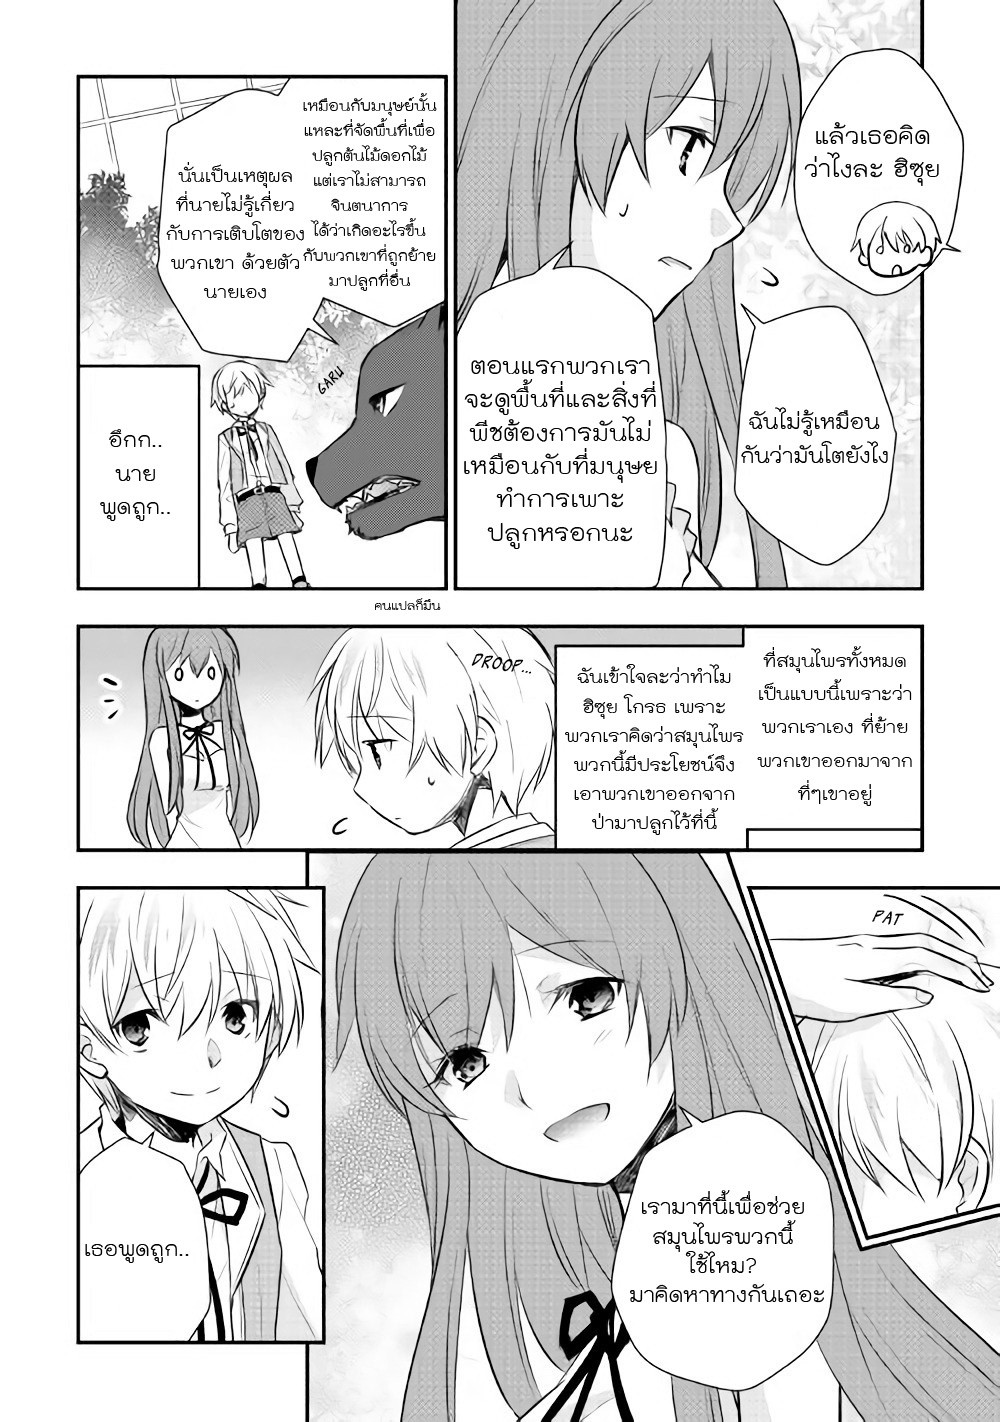 แล้วเธอคิด
ว่าไงละ ฮิซุย
ฉันไม่รู้เหมือน
กันว่ามันโตยังไง
ตอนแรกพวกเรา
จะดูพื้นที่และสิ่งที่
พืชต้องการมันไม่
เหมือนกับที่มนุษย
ทำการเพาะ
ปลูกหรอกนะ
เหมือนกับมนุษย์นั้น
แหละที่จัดพื้นที่เพื่อ
ปลูกต้นไม้ดอกไม้
แต่เราไม่สามารถ
จินตนาการ
ได้ว่าเกิดอะไรขึ้น
กับพวกเขาที่ถูกย้าย
มาปลูกที่อื่น
นั่นเป็นเหตุผล
ที่นายไม่รู้เกี่ยว
กับการเติบโตของ
พวกเขา ด้วยตัว
นายเอง
GARU
อึกก..
นาย
พูดถูก..
คนแปลก็มึน
ที่สมุนไพรทั้งหมด
เป็นแบบนี้เพราะว่า
พวกเราเอง ที่ย้าย
พวกเขาออกมาจาก
ที่ๆเขาอยู่
ฉันเข้าใจละว่าทำไม
ฮิซุย โกรธ เพราะ
พวกเราคิดว่าสมุนไพร
พวกนี้มีประโยชน์จึง
เอาพวกเขาออกจาก
ป่ามาปลูกไว้ที่นี้
DROOP...
PAT
เรามาที่นี้เพื่อช่วย
สมุนไพรพวกนี้
ใช้ไหม?
มาคิดหาทางกันเถอะ
เธอพูดถูก..